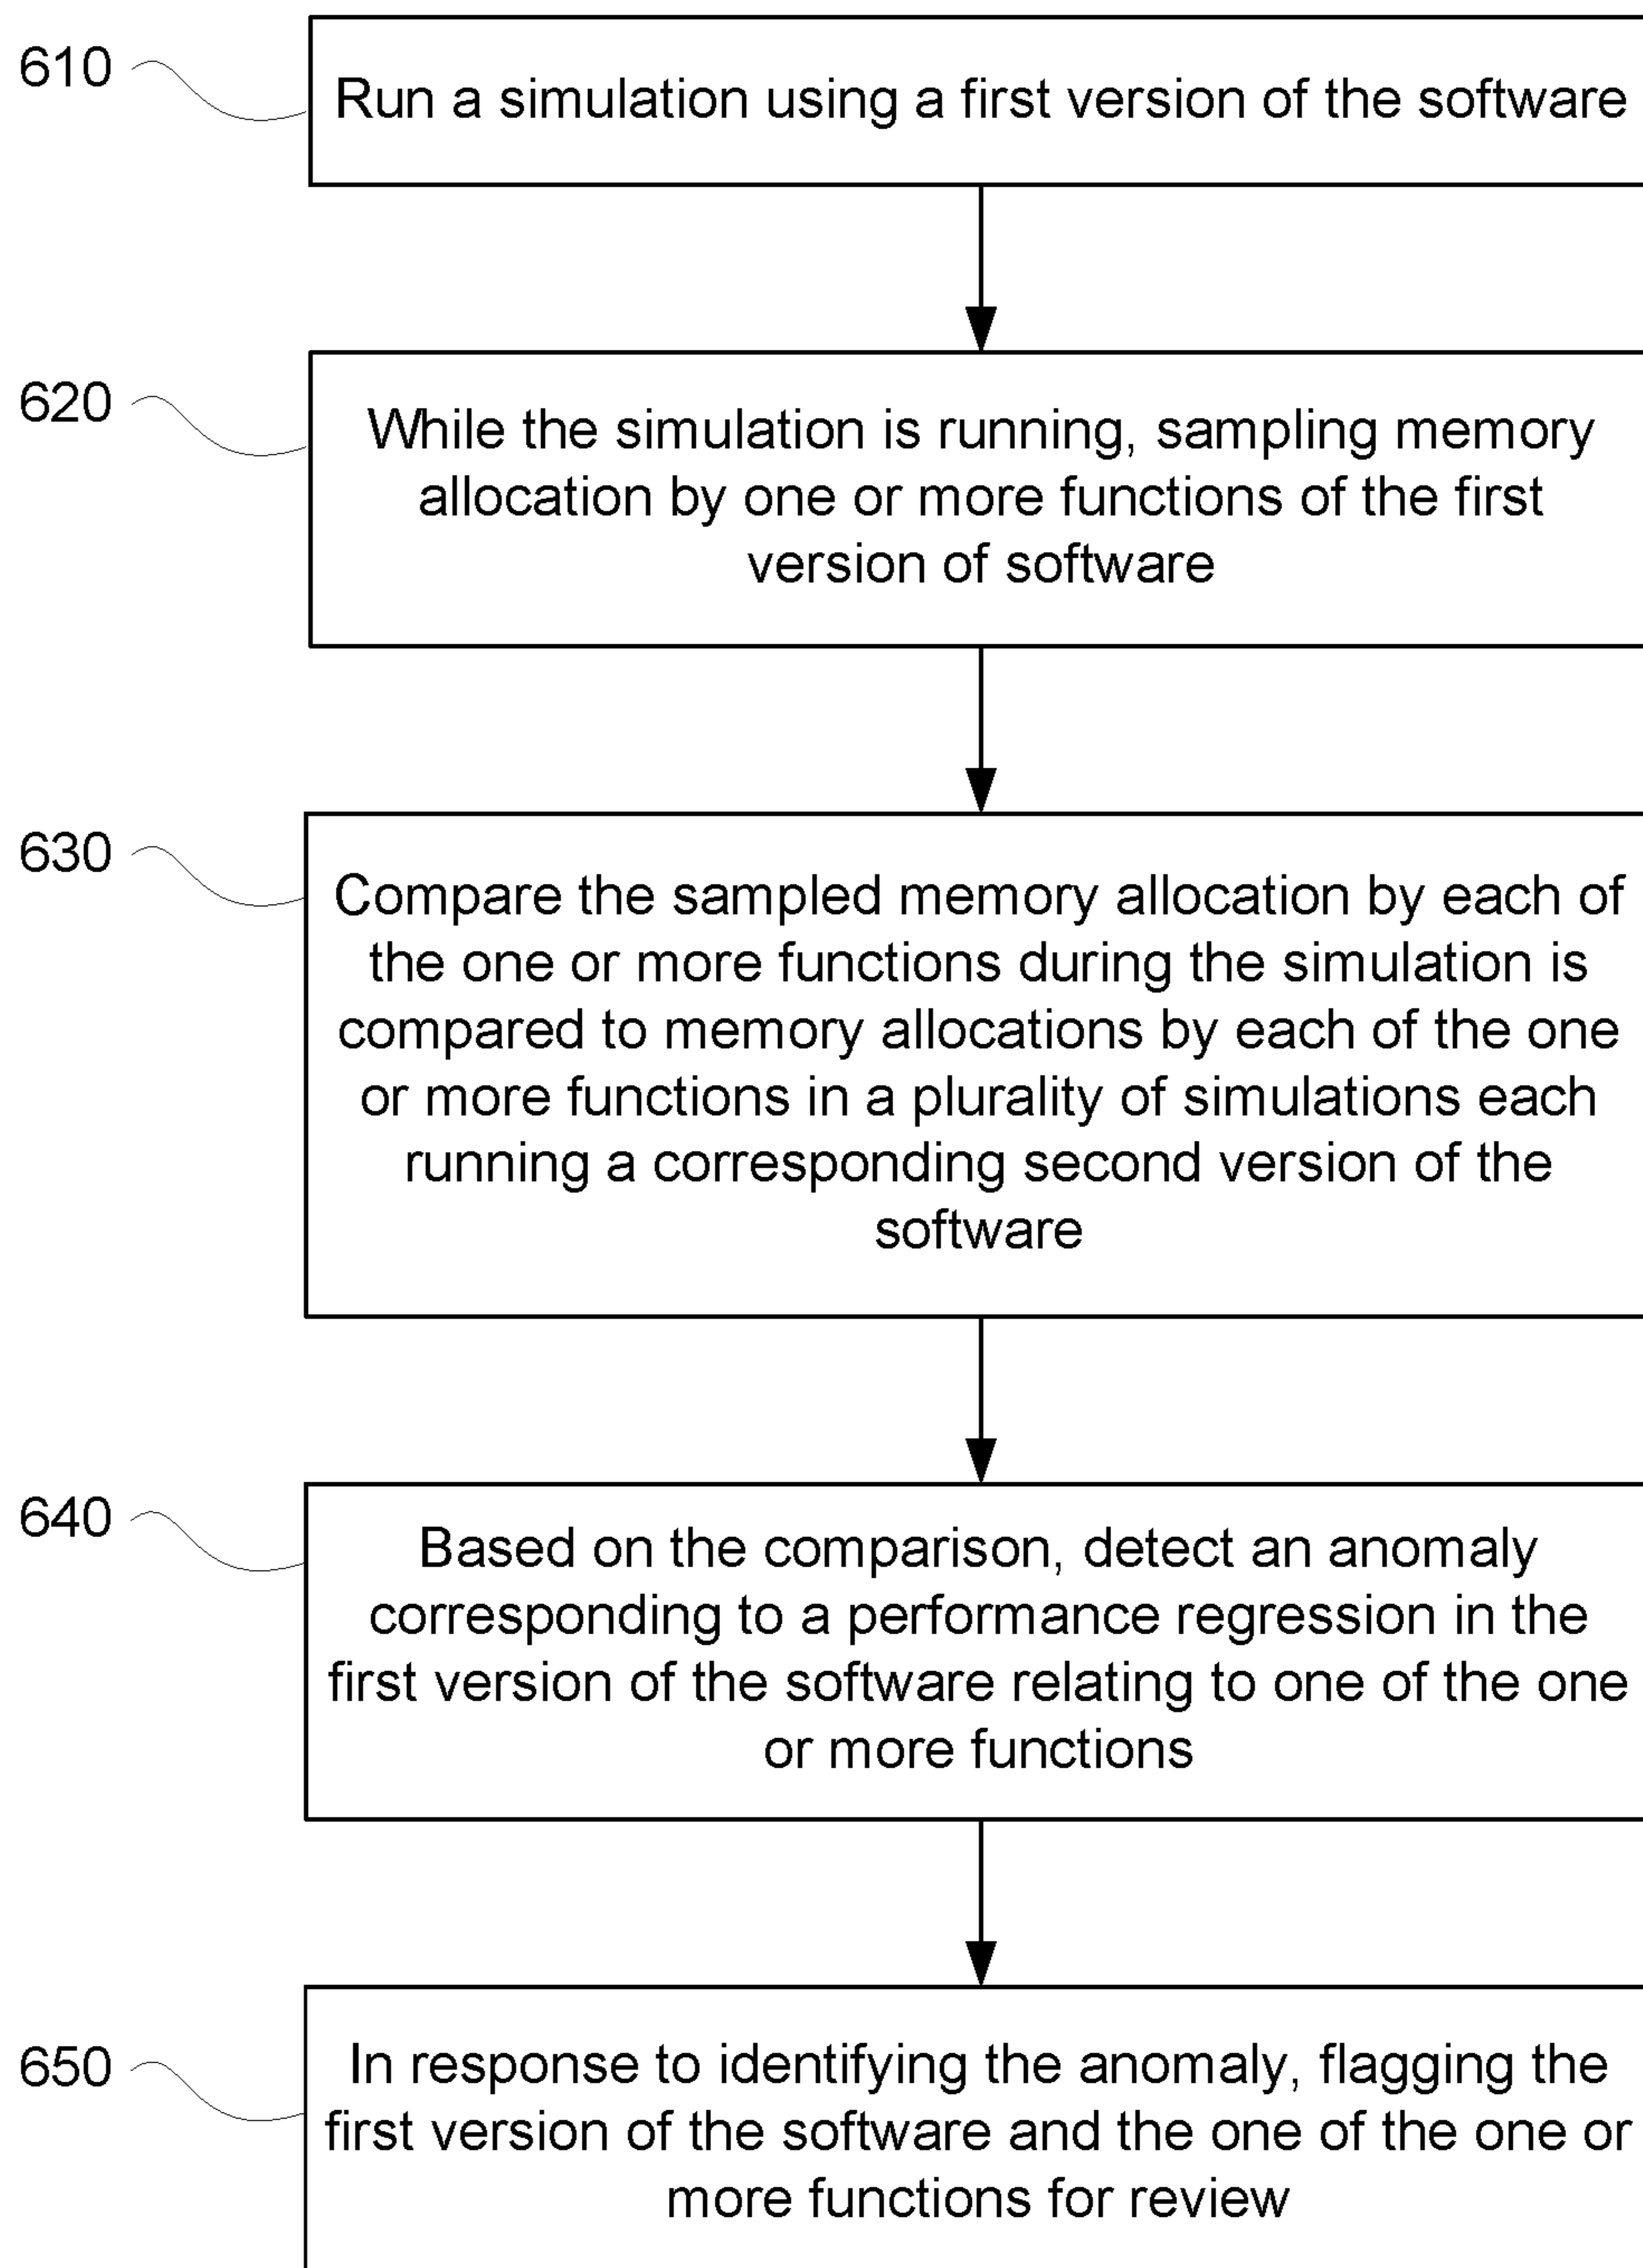 610
Run a simulation using a first version of the software
620
While the simulation is running, sampling memory
allocation by one or more functions of the first
version of software
630
Compare the sampled memory allocation by each of
the one or more functions during the simulation is
compared to memory allocations by each of the one
or more functions in a plurality of simulations each
running a corresponding second version of the
software
640
Based on the comparison, detect an anomaly
corresponding to a performance regression in the
first version of the software relating to one of the one
or more functions
650
In response to identifying the anomaly, flagging the
first version of the software and the one of the one or
more functions for review